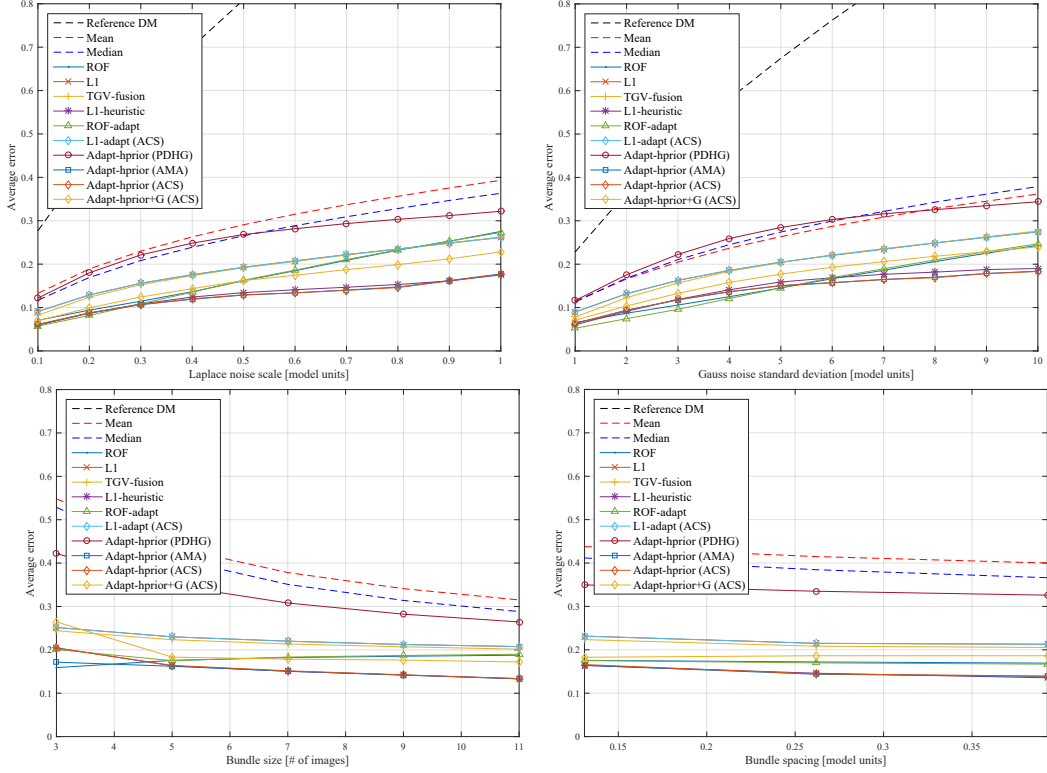 0.8
0.7
0.6
0.5
0.4
0.3
0.2
0.1
0
Average error
Reference DM
Mean
Median
ROF
L1
TGV-fusion
L1-heuristic
ROF-adapt
L1-adapt (ACS)
Adapt-hprior (PDHG)
Adapt-hprior (AMA)
Adapt-hprior (ACS)
Adapt-hprior+G (ACS)
0.1 0.2 0.3 0.4 0.5 0.6 0.7 0.8 0.9 1
Laplace noise scale [model units]
0.8
0.7
0.6
0.5
0.4
0.3
0.2
0.1
0
Average error
Reference DM
Mean
Median
ROF
L1
TGV-fusion
L1-heuristic
ROF-adapt
L1-adapt (ACS)
Adapt-hprior (PDHG)
Adapt-hprior (AMA)
Adapt-hprior (ACS)
Adapt-hprior+G (ACS)
1 2 3 4 5 6 7 8 9 10
Gauss noise standard deviation [model units]
0.8
0.7
0.6
0.5
0.4
0.3
0.2
0.1
0
Average error
Reference DM
Mean
Median
ROF
L1
TGV-fusion
L1-heuristic
ROF-adapt
L1-adapt (ACS)
Adapt-hprior (PDHG)
Adapt-hprior (AMA)
Adapt-hprior (ACS)
Adapt-hprior+G (ACS)
3 4 5 6 7 8 9 10 11
Bundle size [# of images]
0.8
0.7
0.6
0.5
0.4
0.3
0.2
0.1
0
Average error
Reference DM
Mean
Median
ROF
L1
TGV-fusion
L1-heuristic
ROF-adapt
L1-adapt (ACS)
Adapt-hprior (PDHG)
Adapt-hprior (AMA)
Adapt-hprior (ACS)
Adapt-hprior+G (ACS)
0.15 0.2 0.25 0.3 0.35
Bundle spacing [model units]